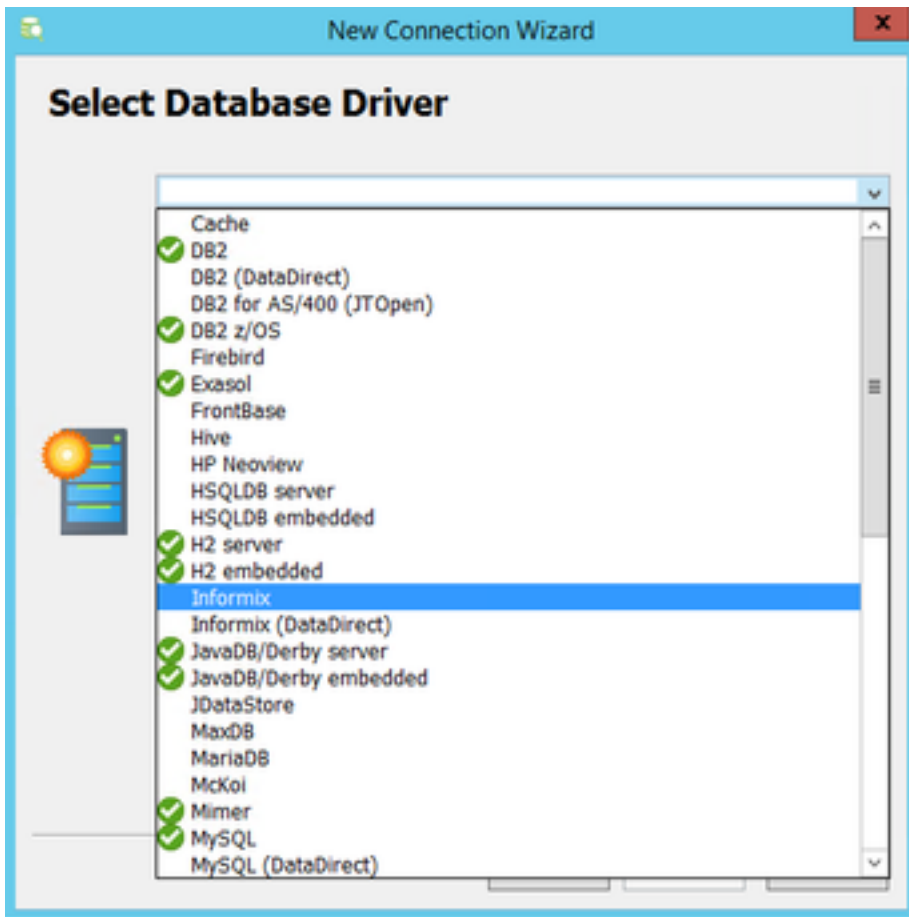 New Connection Wizard
x
Select Database Driver
Cache
DB2
DB2 (DataDirect)
DB2 for AS/400 (JTOpen)
DB2 z/OS
Firebird
Exasol
FrontBase
Hive
HP Neoview
HSQLDB server
HSQLDB embedded
H2 server
H2 embedded
Informix
Informix (DataDirect)
JavaDB/Derby server
JavaDB/Derby embedded
JDataStore
MaxDB
MariaDB
McKoi
Mimer
MySQL
MySQL (DataDirect)